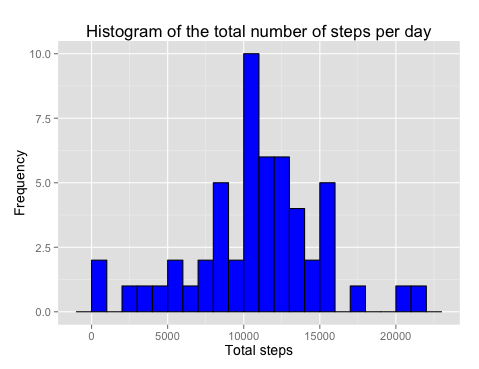 Histogram of the total number of steps per day
10.0
7.5
5.0
2.5
0.0
Frequency
0 5000 10000 15000 20000
Total steps